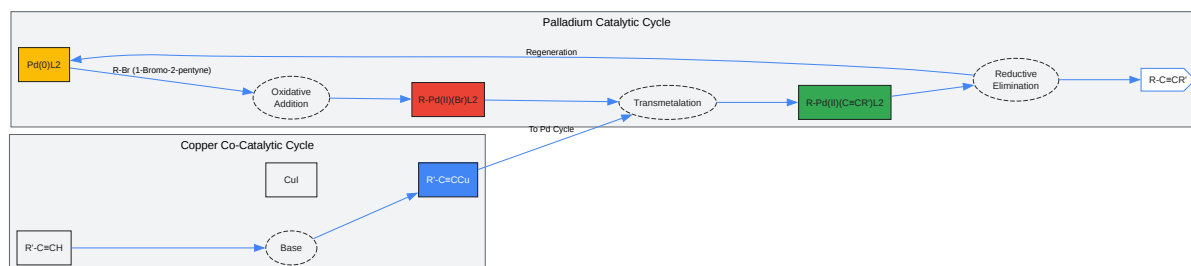 Palladium Catalytic Cycle
Pd(0)L2
R-Br (1-Bromo-2-pentyne)
Regeneration
Oxidative
Addition
R-Pd(II)(Br)L2
Transmetalation
R-Pd(II)(C≡CR')L2
Reductive
Elimination
R-C≡CR'
To Pd Cycle
Copper Co-Catalytic Cycle
CuI
R'-C≡CCu
R'-C≡CH
Base